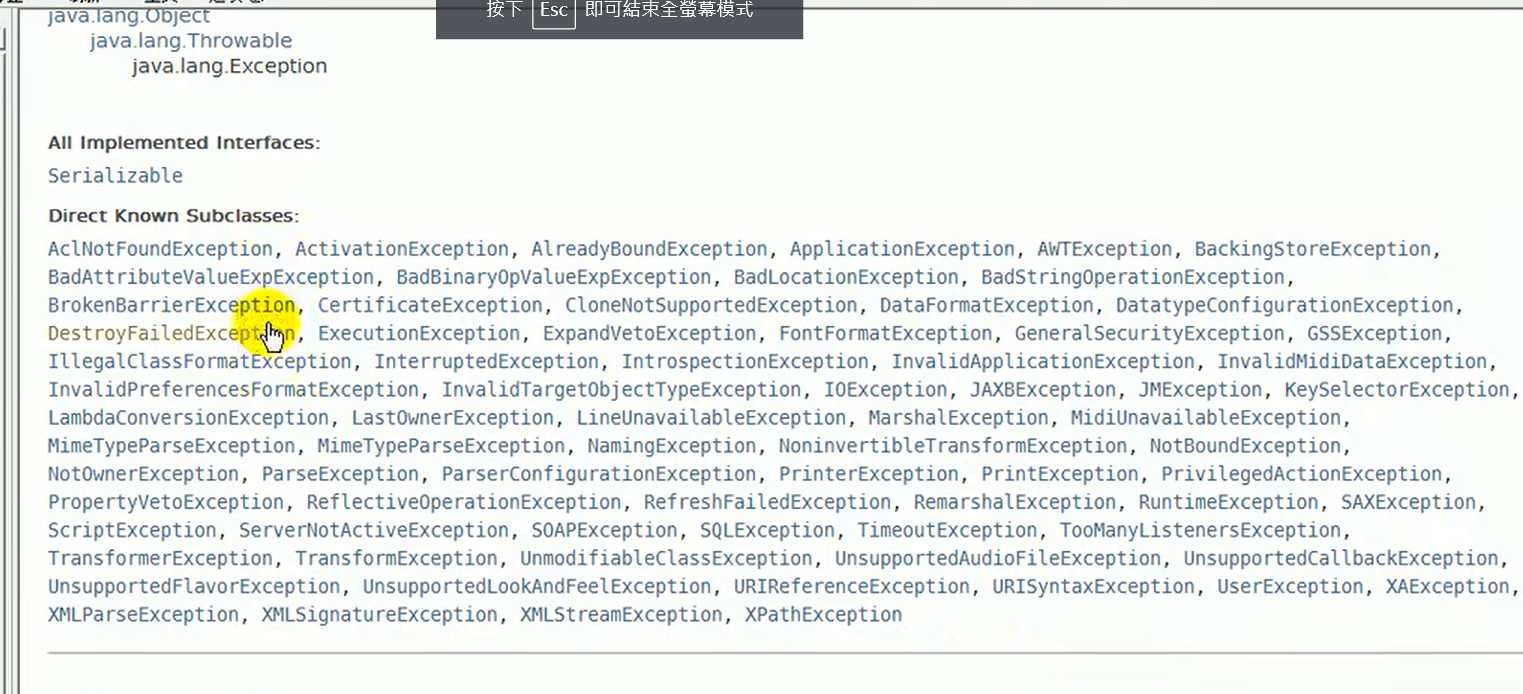 java.lang.Object
按下 Esc 即可結束全螢幕模式
java.lang.Throwable
java.lang.Exception
All Implemented Interfaces:
Serializable
Direct Known Subclasses:
AclNotFoundException, ActivationException, AlreadyBoundException, ApplicationException, AWTException, BackingStoreException,
BadAttributeValueExpException, BadBinaryOpValueExpException, BadLocationException, BadStringOperationException,
BrokenBarrierException, CertificateException, CloneNotSupportedException, DataFormatException, DatatypeConfigurationException,
DestroyFailedException, ExecutionException, ExpandVetoException, FontFormatException, GeneralSecurityException, GSSException,
IllegalClassFormatException, InterruptedException, IntrospectionException, InvalidApplicationException, InvalidMidiDataException,
InvalidPreferencesFormatException, InvalidTargetObjectTypeException, IOException, JAXBException, JMException, KeySelectorException,
LambdaConversionException, LastOwnerException, LineUnavailableException, MarshalException, MidiUnavailableException,
MimeTypeParseException, MimeTypeParseException, NamingException, NoninvertibleTransformException, NotBoundException,
NotOwnerException, ParseException, ParserConfigurationException, PrinterException, PrintException, PrivilegedActionException,
PropertyVetoException, ReflectiveOperationException, RefreshFailedException, RemarshalException, RuntimeException, SAXException,
ScriptException, ServerNotActiveException, SOAPException, SQLException, TimeoutException, TooManyListenersException,
TransformerException, TransformException, UnmodifiableClassException, UnsupportedAudioFileException, UnsupportedCallbackException,
UnsupportedFlavorException, UnsupportedLookAndFeelException, URIReferenceException, URISyntaxException, UserException, XAException,
XMLParseException, XMLSignatureException, XMLStreamException, XPathException